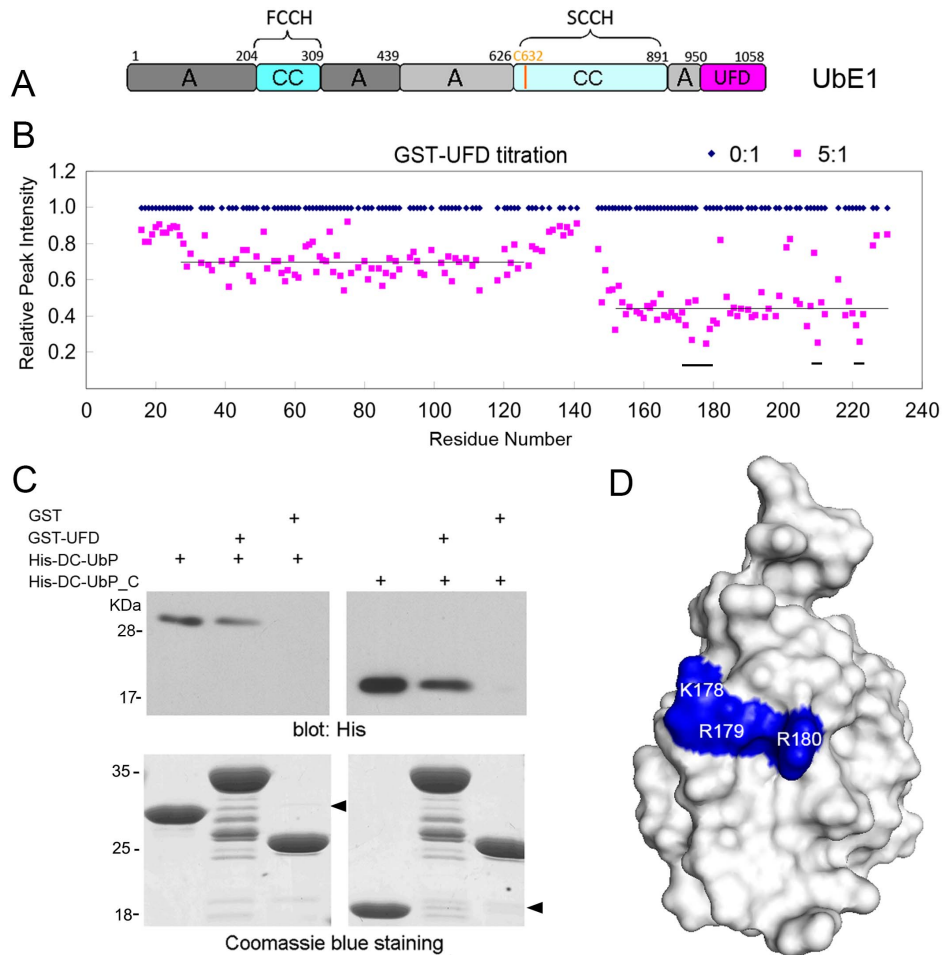 FCCH SCCH
1 204 309 439 626 C632 891 950 1058
A CC A A CC A UFD
A UbE1
B
GST-UFD titration 0:1 5:1
Relative Peak Intensity
1.2
1.0
0.8
0.6
0.4
0.2
0 20 40 60 80 100 120 140 160 180 200 220 240
Residue Number
C
GST + +
GST-UFD + +
His-DC-UbP + + +
His-DC-UbP_C + + +
KDa
28-
17-
blot: His
35-
25-
18-
Coomassie blue staining
D
K178
R179 R180